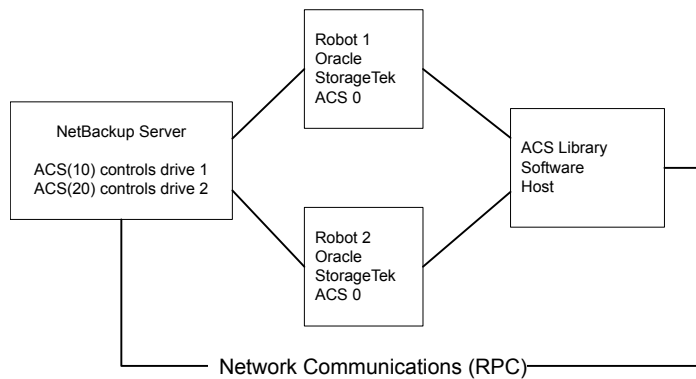 Robot 1
Oracle
StorageTek
ACS 0
NetBackup Server
ACS(10) controls drive 1
ACS(20) controls drive 2
ACS Library
Software
Host
Robot 2
Oracle
StorageTek
ACS 0
Network Communications (RPC)